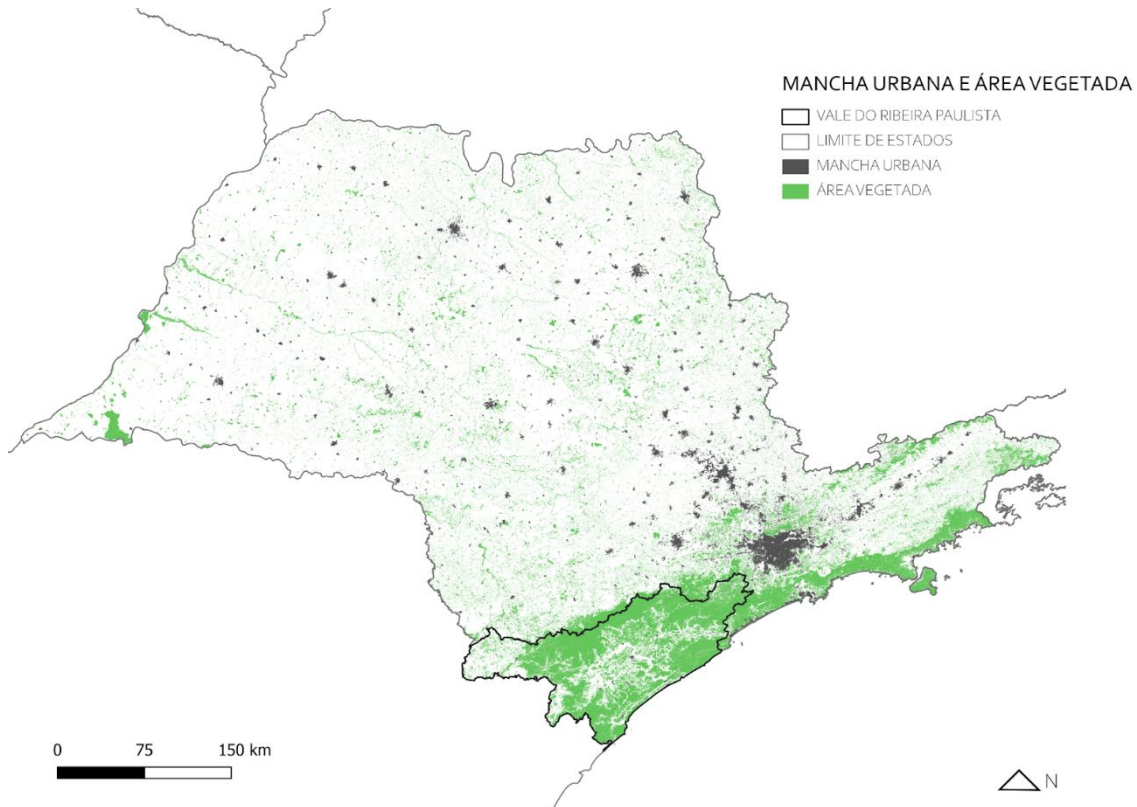 MANCHA URBANA E ÁREA VEGETADA
VALE DO RIBEIRA PAULISTA
LIMITE DE ESTADOS
MANCHA URBANA
ÁREA VEGETADA
0 75 150 km
N